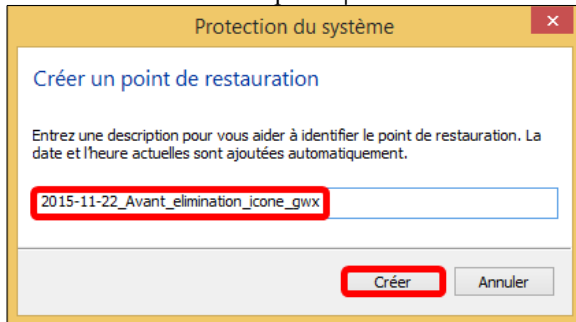 Protection du système
Créer un point de restauration
Entrez une description pour vous aider à identifier le point de restauration. La
date et l'heure actuelles sont ajoutées automatiquement.
2015-11-22_Avant_elimination_icone_gwx
Créer Annuler